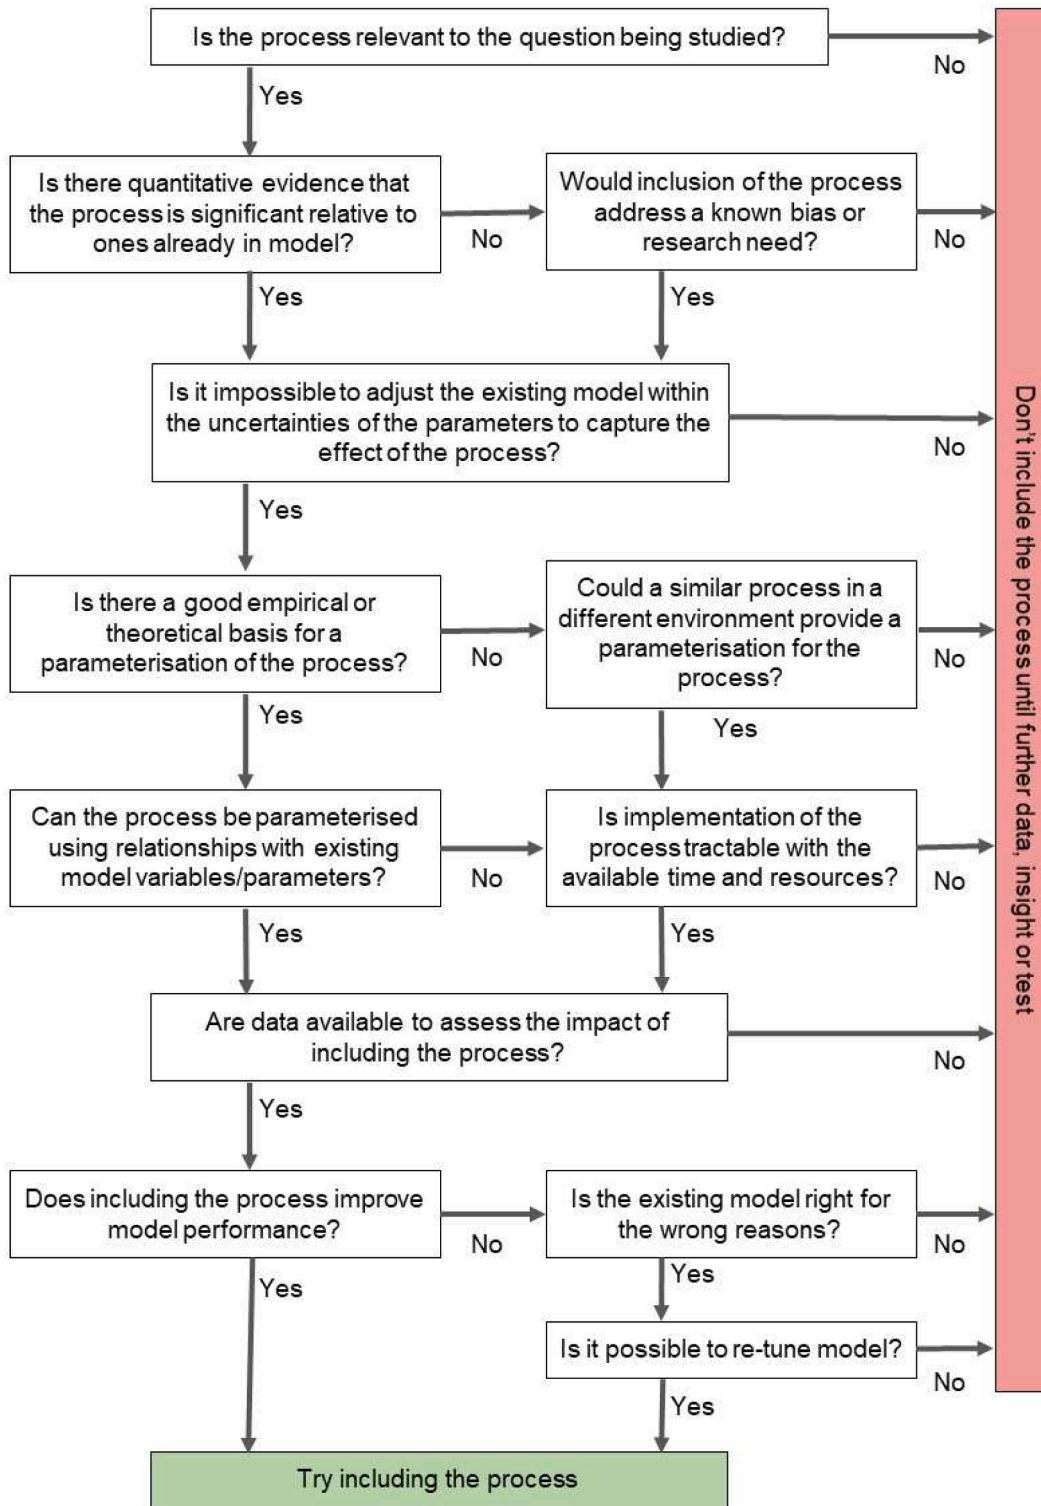 Is the process relevant to the question being studied?
No
Yes
Is there quantitative evidence that
the process is significant relative to
ones already in model?
No
Would inclusion of the process
address a known bias or
research need?
No
Yes
Yes
Is it impossible to adjust the existing model within
the uncertainties of the parameters to capture the
effect of the process?
No
Yes
Is there a good empirical or
theoretical basis for a
parameterisation of the process?
No
Could a similar process in a
different environment provide a
parameterisation for the
process?
No
Yes
Yes
Can the process be parameterised
using relationships with existing
model variables/parameters?
No
Is implementation of the
process tractable with the
available time and resources?
No
Yes
Yes
Are data available to assess the impact of
including the process?
No
Yes
Does including the process improve
model performance?
No
Is the existing model right for
the wrong reasons?
No
Yes
Yes
Is it possible to re-tune model?
No
Yes
Try including the process
Don't include the process until further data, insight or test